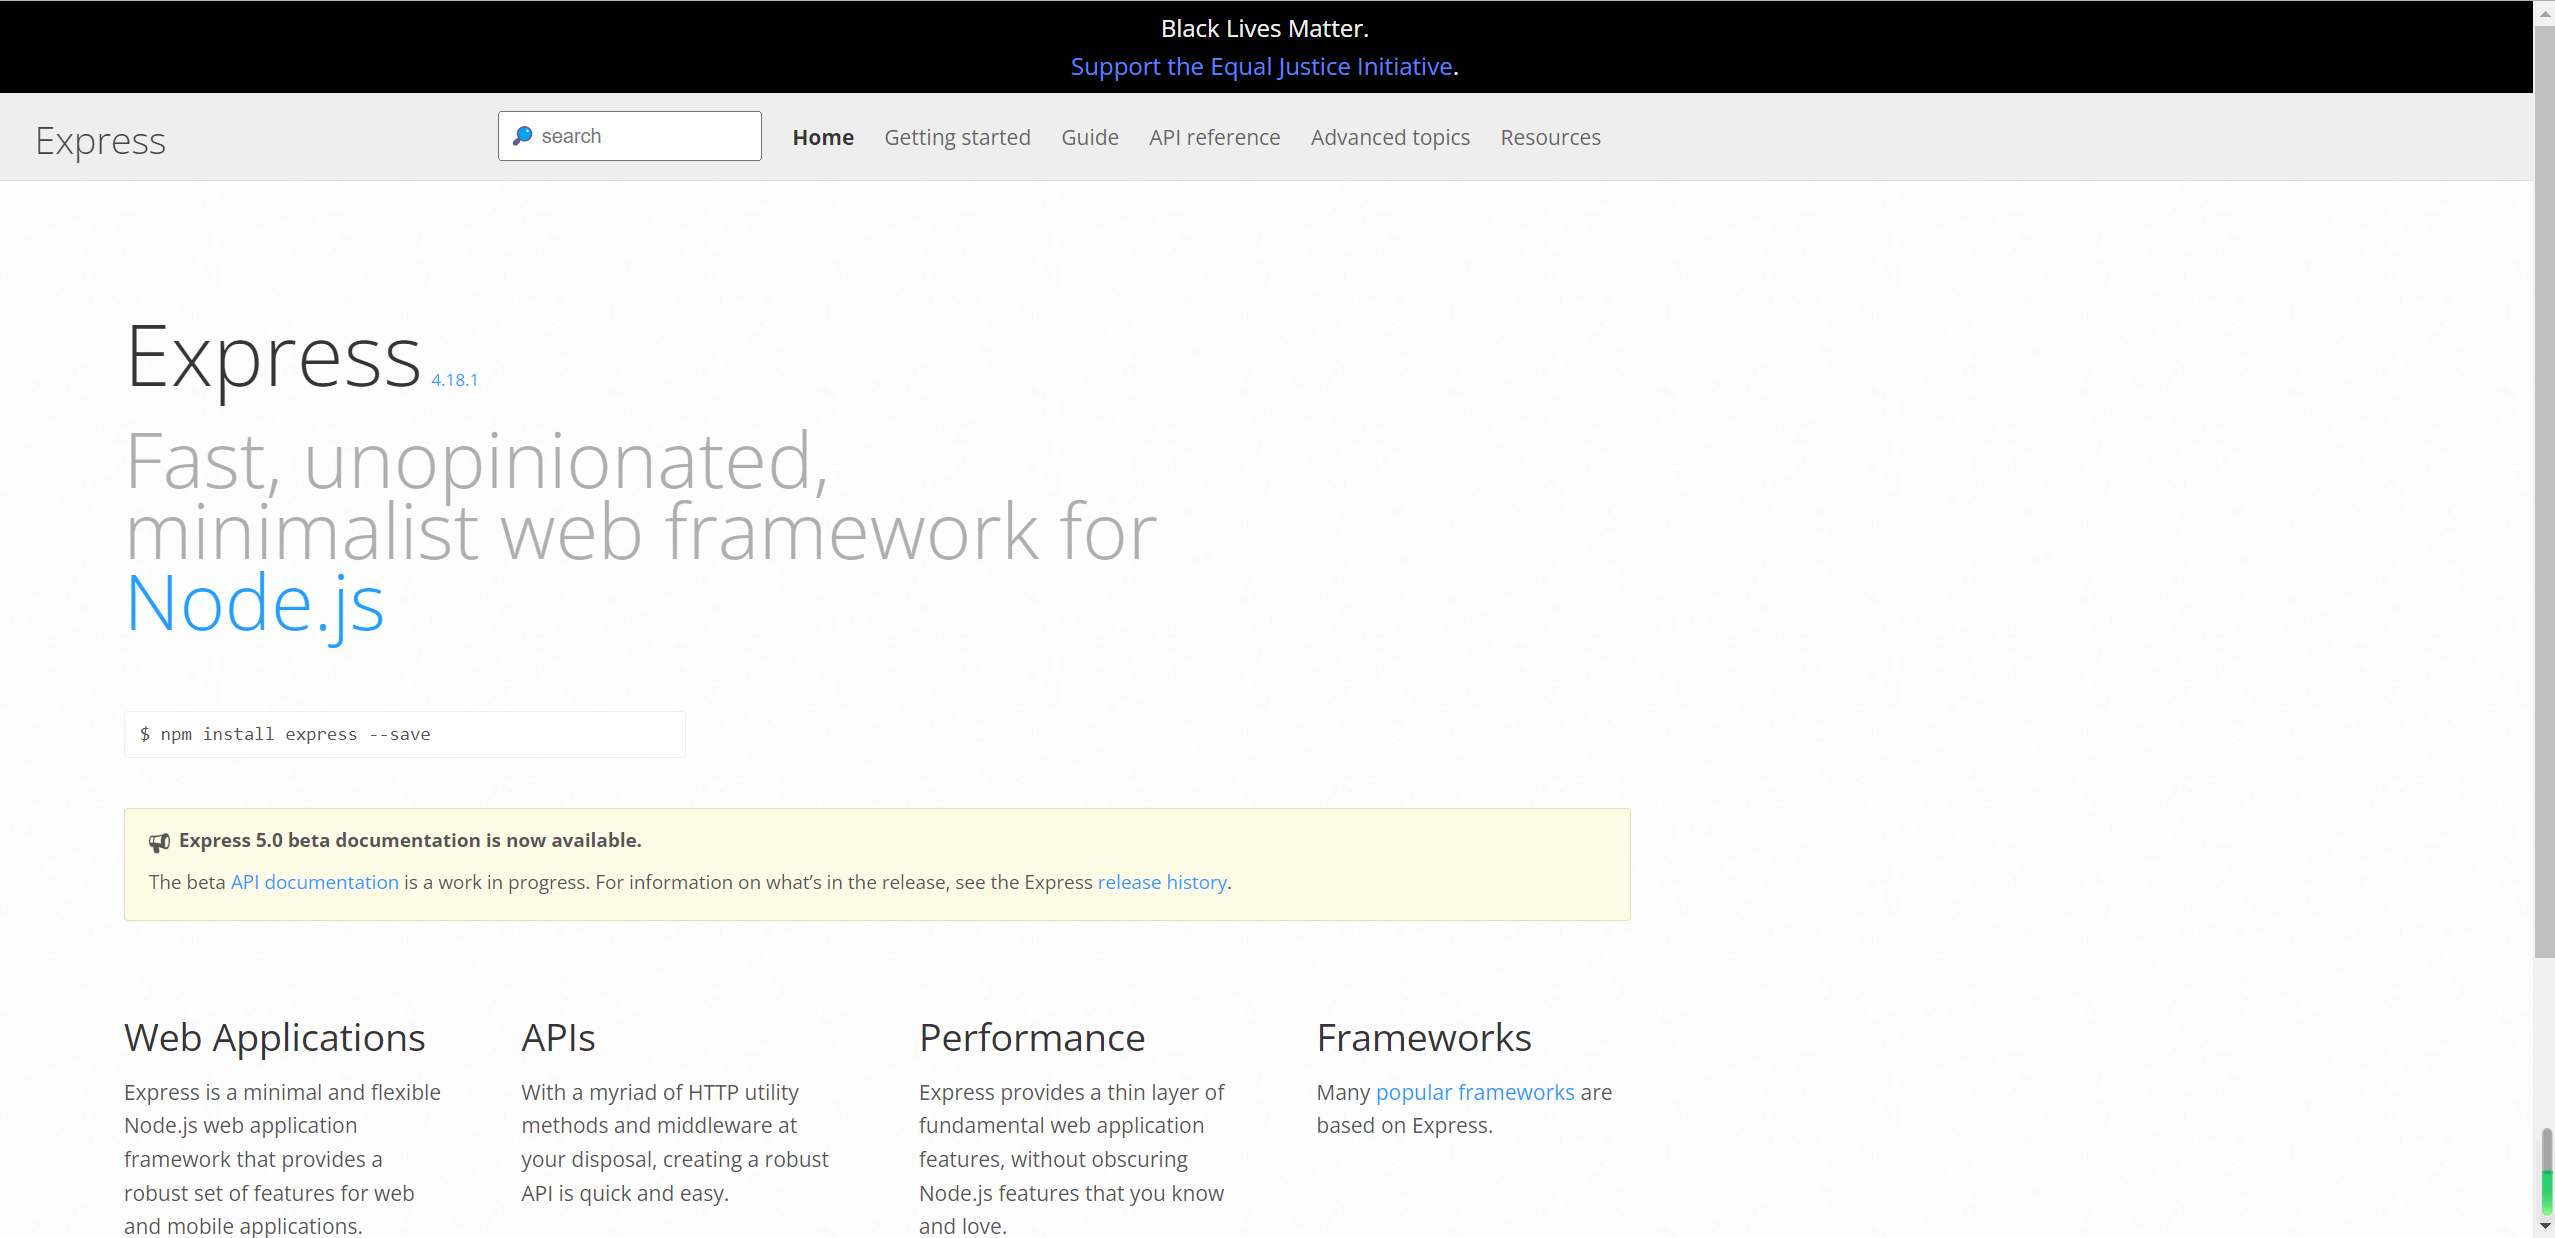 Black Lives Matter.
Support the Equal Justice Initiative.
Express
search
Home
Getting started
Guide
API reference
Advanced topics
Resources
Express 4.18.1
Fast, unopinionated,
minimalist web framework for
Node.js
$ npm install express --save
Express 5.0 beta documentation is now available.
The beta API documentation is a work in progress. For information on what’s in the release, see the Express release history.
Web Applications
Express is a minimal and flexible
Node.js web application
framework that provides a
robust set of features for web
and mobile applications.
APIs
With a myriad of HTTP utility
methods and middleware at
your disposal, creating a robust
API is quick and easy.
Performance
Express provides a thin layer of
fundamental web application
features, without obscuring
Node.js features that you know
and love.
Frameworks
Many popular frameworks are
based on Express.